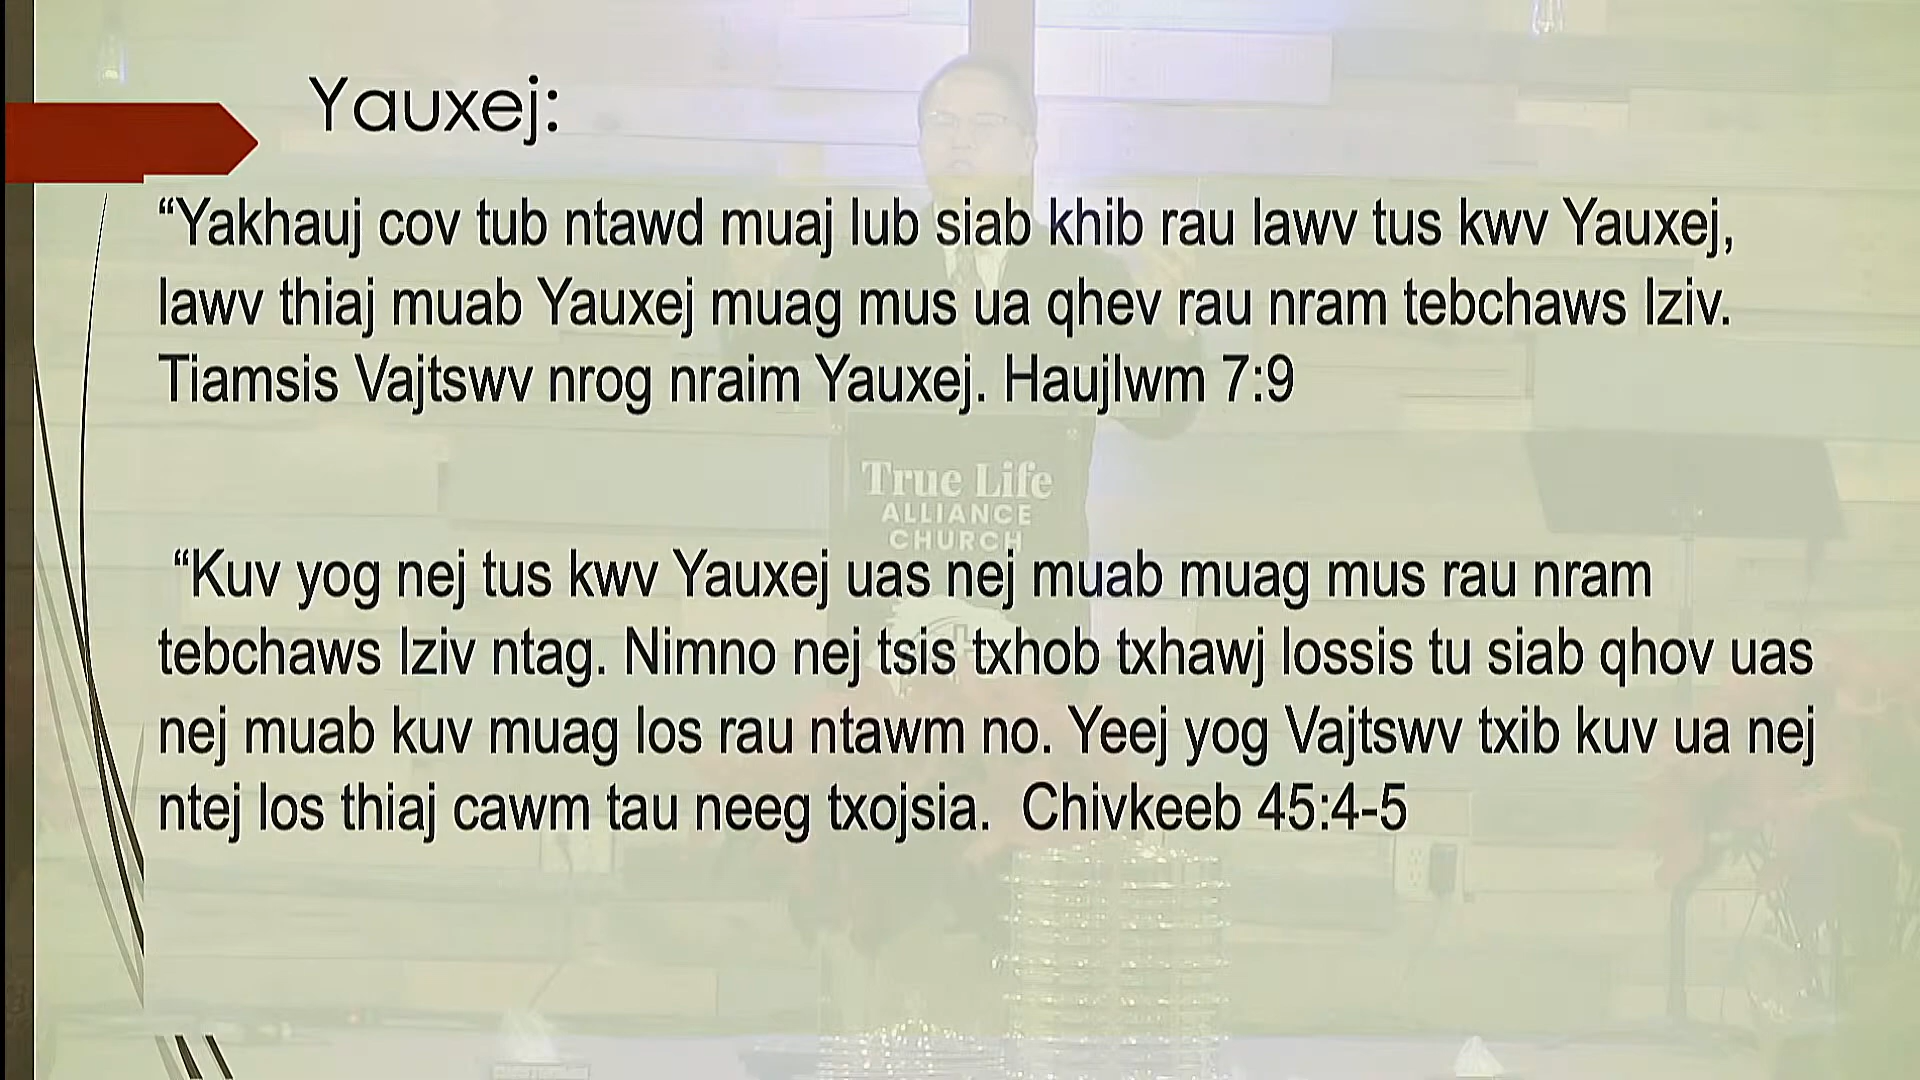 Yauxej:
“Yakhauj cov tub ntawd muaj lub siab khib rau lawv tus kwv Yauxej,
lawv thiaj muab Yauxej muag mus ua qhev rau nram tebchaws Iziv.
Tiamsis Vajtswv nrog nraim Yauxej. Haujlwm 7:9
True Life
ALLIANCE
CHURCH
“Kuv yog nej tus kwv Yauxej uas nej muab muag mus rau nram
tebchaws Iziv ntag. Nimno nej tsis txhob txhawj lossis tu siab qhov uas
nej muab kuv muag los rau ntawm no. Yeej yog Vajtswv txib kuv ua nej
ntej los thiaj cawm tau neeg txojsia. Chivkeeb 45:4-5